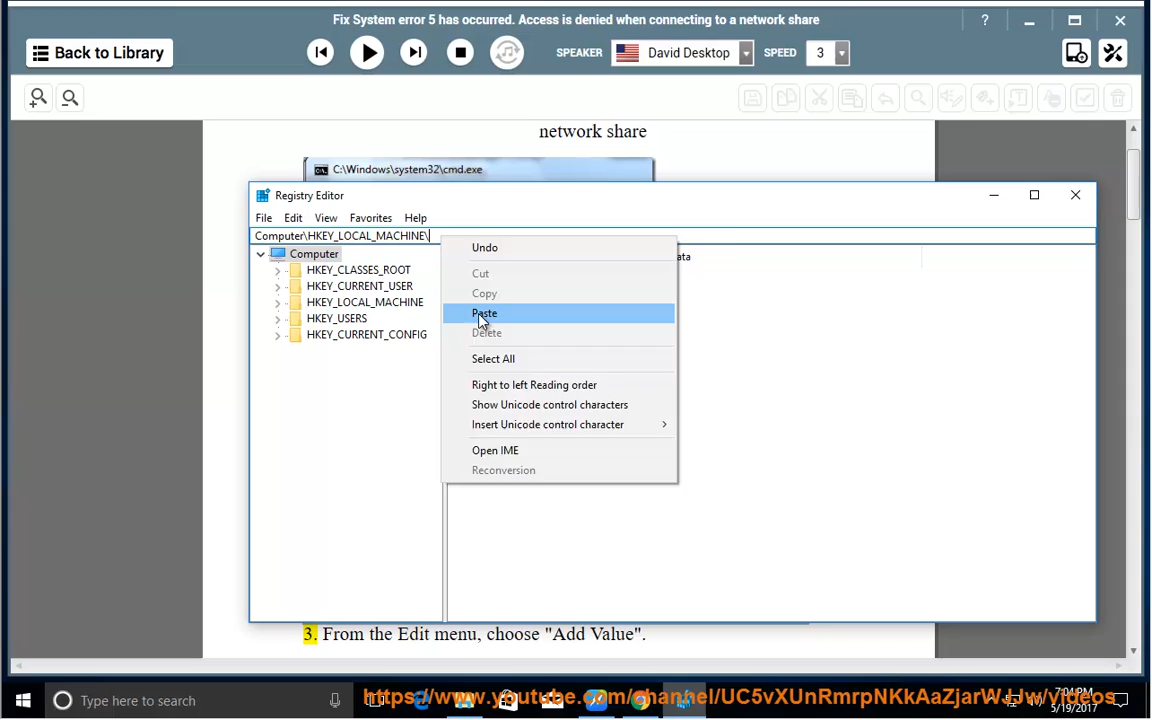 Fix System error 5 has occurred. Access is denied when connecting to a network share
?
Back to Library
SPEAKER
David Desktop
SPEED
3
network share
C:\Windows\system32\cmd.exe
Registry Editor
File Edit View Favorites Help
Computer\HKEY_LOCAL_MACHINE\
Computer
ata
HKEY_CLASSES_ROOT
HKEY_CURRENT_USER
HKEY_LOCAL_MACHINE
HKEY_USERS
HKEY_CURRENT_CONFIG
Undo
Cut
Copy
Paste
Delete
Select All
Right to left Reading order
Show Unicode control characters
Insert Unicode control character
Open IME
Reconversion
3. From the Edit menu, choose "Add Value".
Type here to search
7:04 PM
5/19/2017